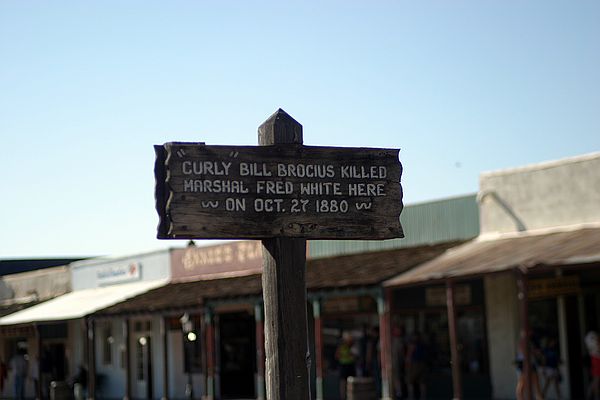 "CURLY" BILL BROCIUS KILLED
MARSHAL FRED WHITE HERE
~ ON OCT. 27 1880 ~